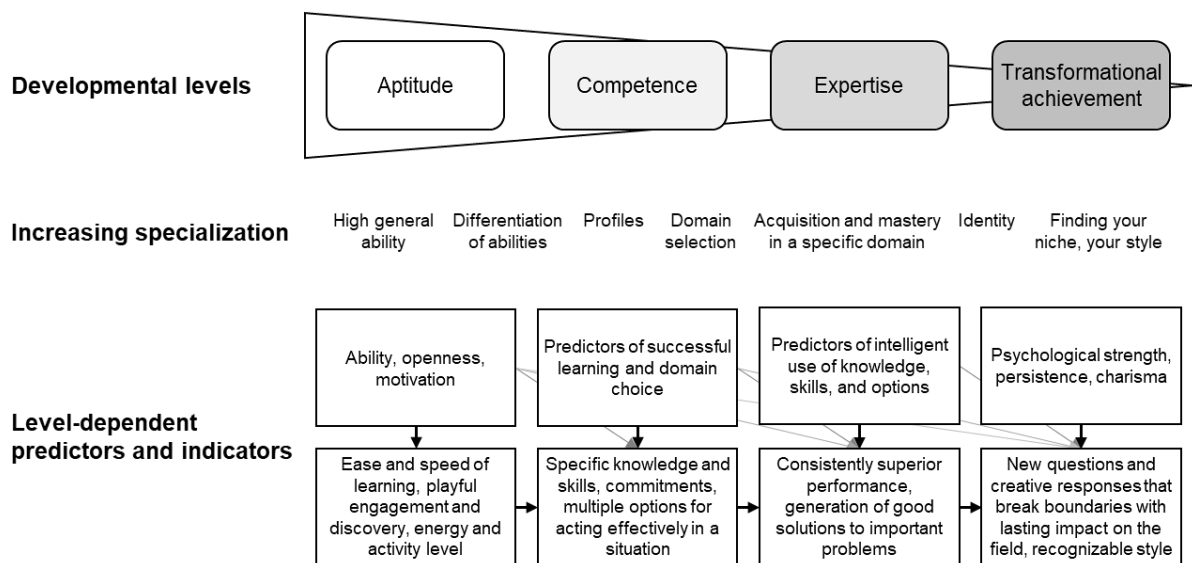 Developmental levels
Aptitude
Competence
Expertise
Transformational
achievement
Increasing specialization
High general
ability
Differentiation
of abilities
Profiles
Domain
selection
Acquisition and mastery
in a specific domain
Identity
Finding your
niche, your style
Level-dependent
predictors and indicators
Ability, openness,
motivation
Predictors of successful
learning and domain
choice
Predictors of intelligent
use of knowledge,
skills, and options
Psychological strength,
persistence, charisma
Ease and speed of
learning, playful
engagement and
discovery, energy and
activity level
Specific knowledge and
skills, commitments,
multiple options for
acting effectively in a
situation
Consistently superior
performance,
generation of good
solutions to important
problems
New questions and
creative responses that
break boundaries with
lasting impact on the
field, recognizable style